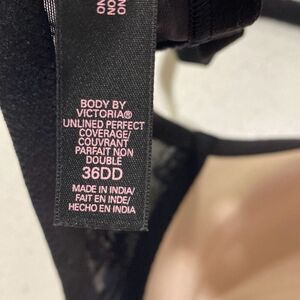 BODY BY
VICTORIA®
UNLINED PERFECT
COVERAGE/
COUVRANT
PARFAIT NON
DOUBLE
36DD
MADE IN INDIA/
FAIT EN INDE/
HECHO EN INDIA